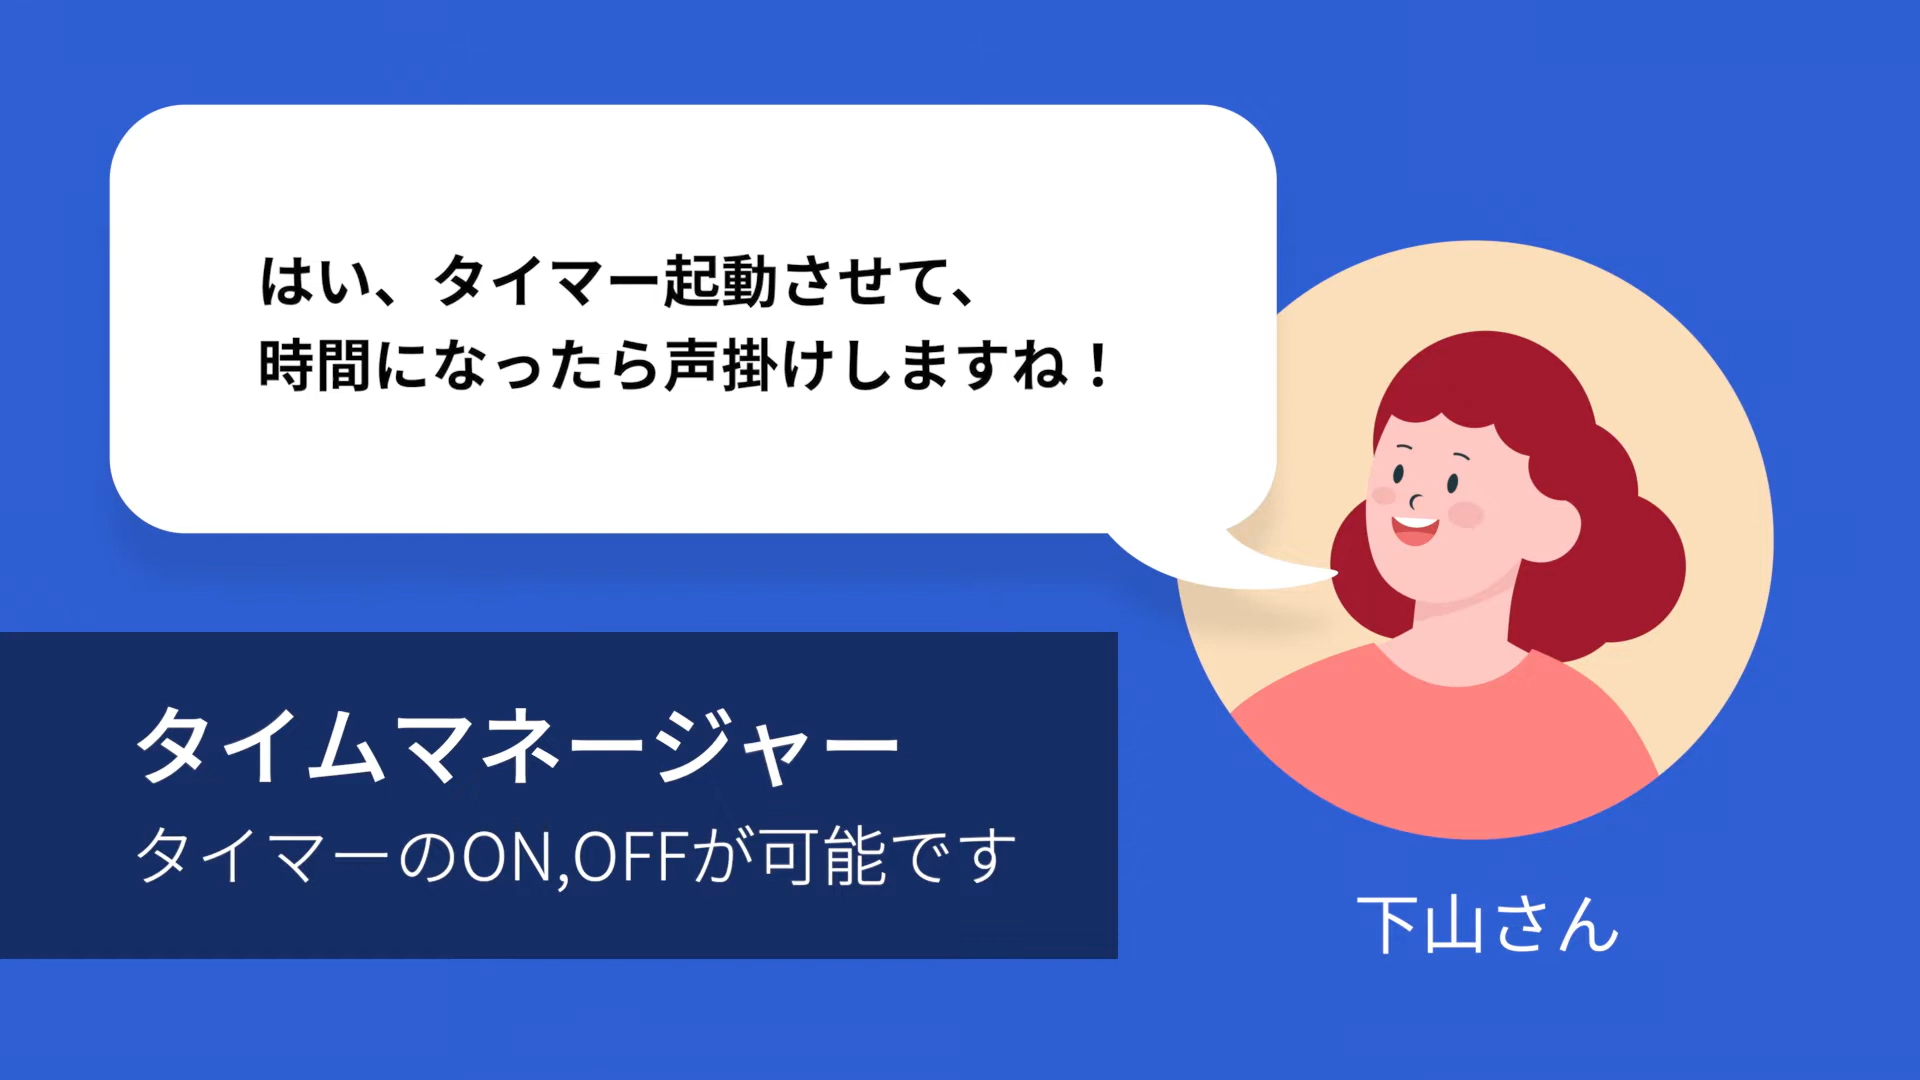 はい、タイマー起動させて、
時間になったら声掛けしますね！
タイムマネージャー
タイマーのON,OFFが可能です
下山さん